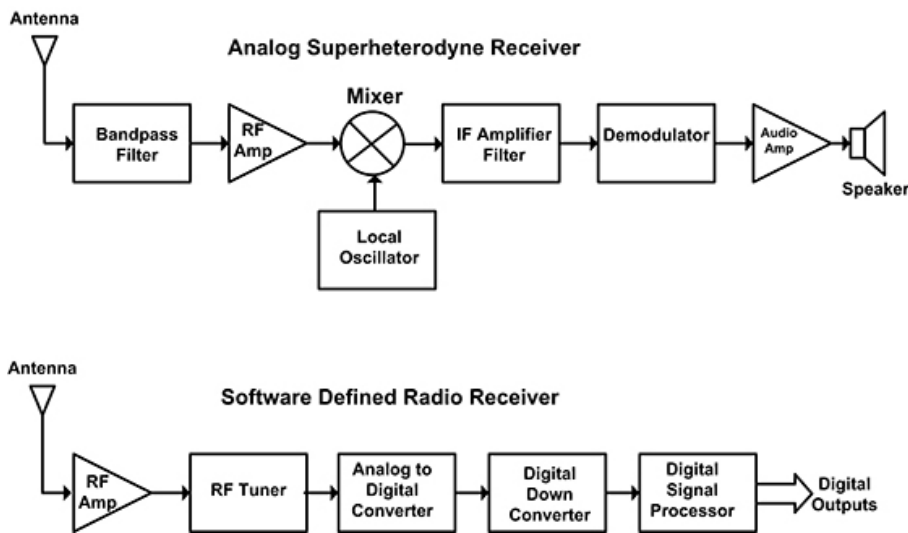 Antenna
Analog Superheterodyne Receiver
Mixer
Bandpass
Filter
RF
Amp
IF Amplifier
Filter
Demodulator
Audio
Amp
Speaker
Local
Oscillator
Antenna
Software Defined Radio Receiver
RF
Amp
RF Tuner
Analog to
Digital
Converter
Digital
Down
Converter
Digital
Signal
Processor
Digital
Outputs